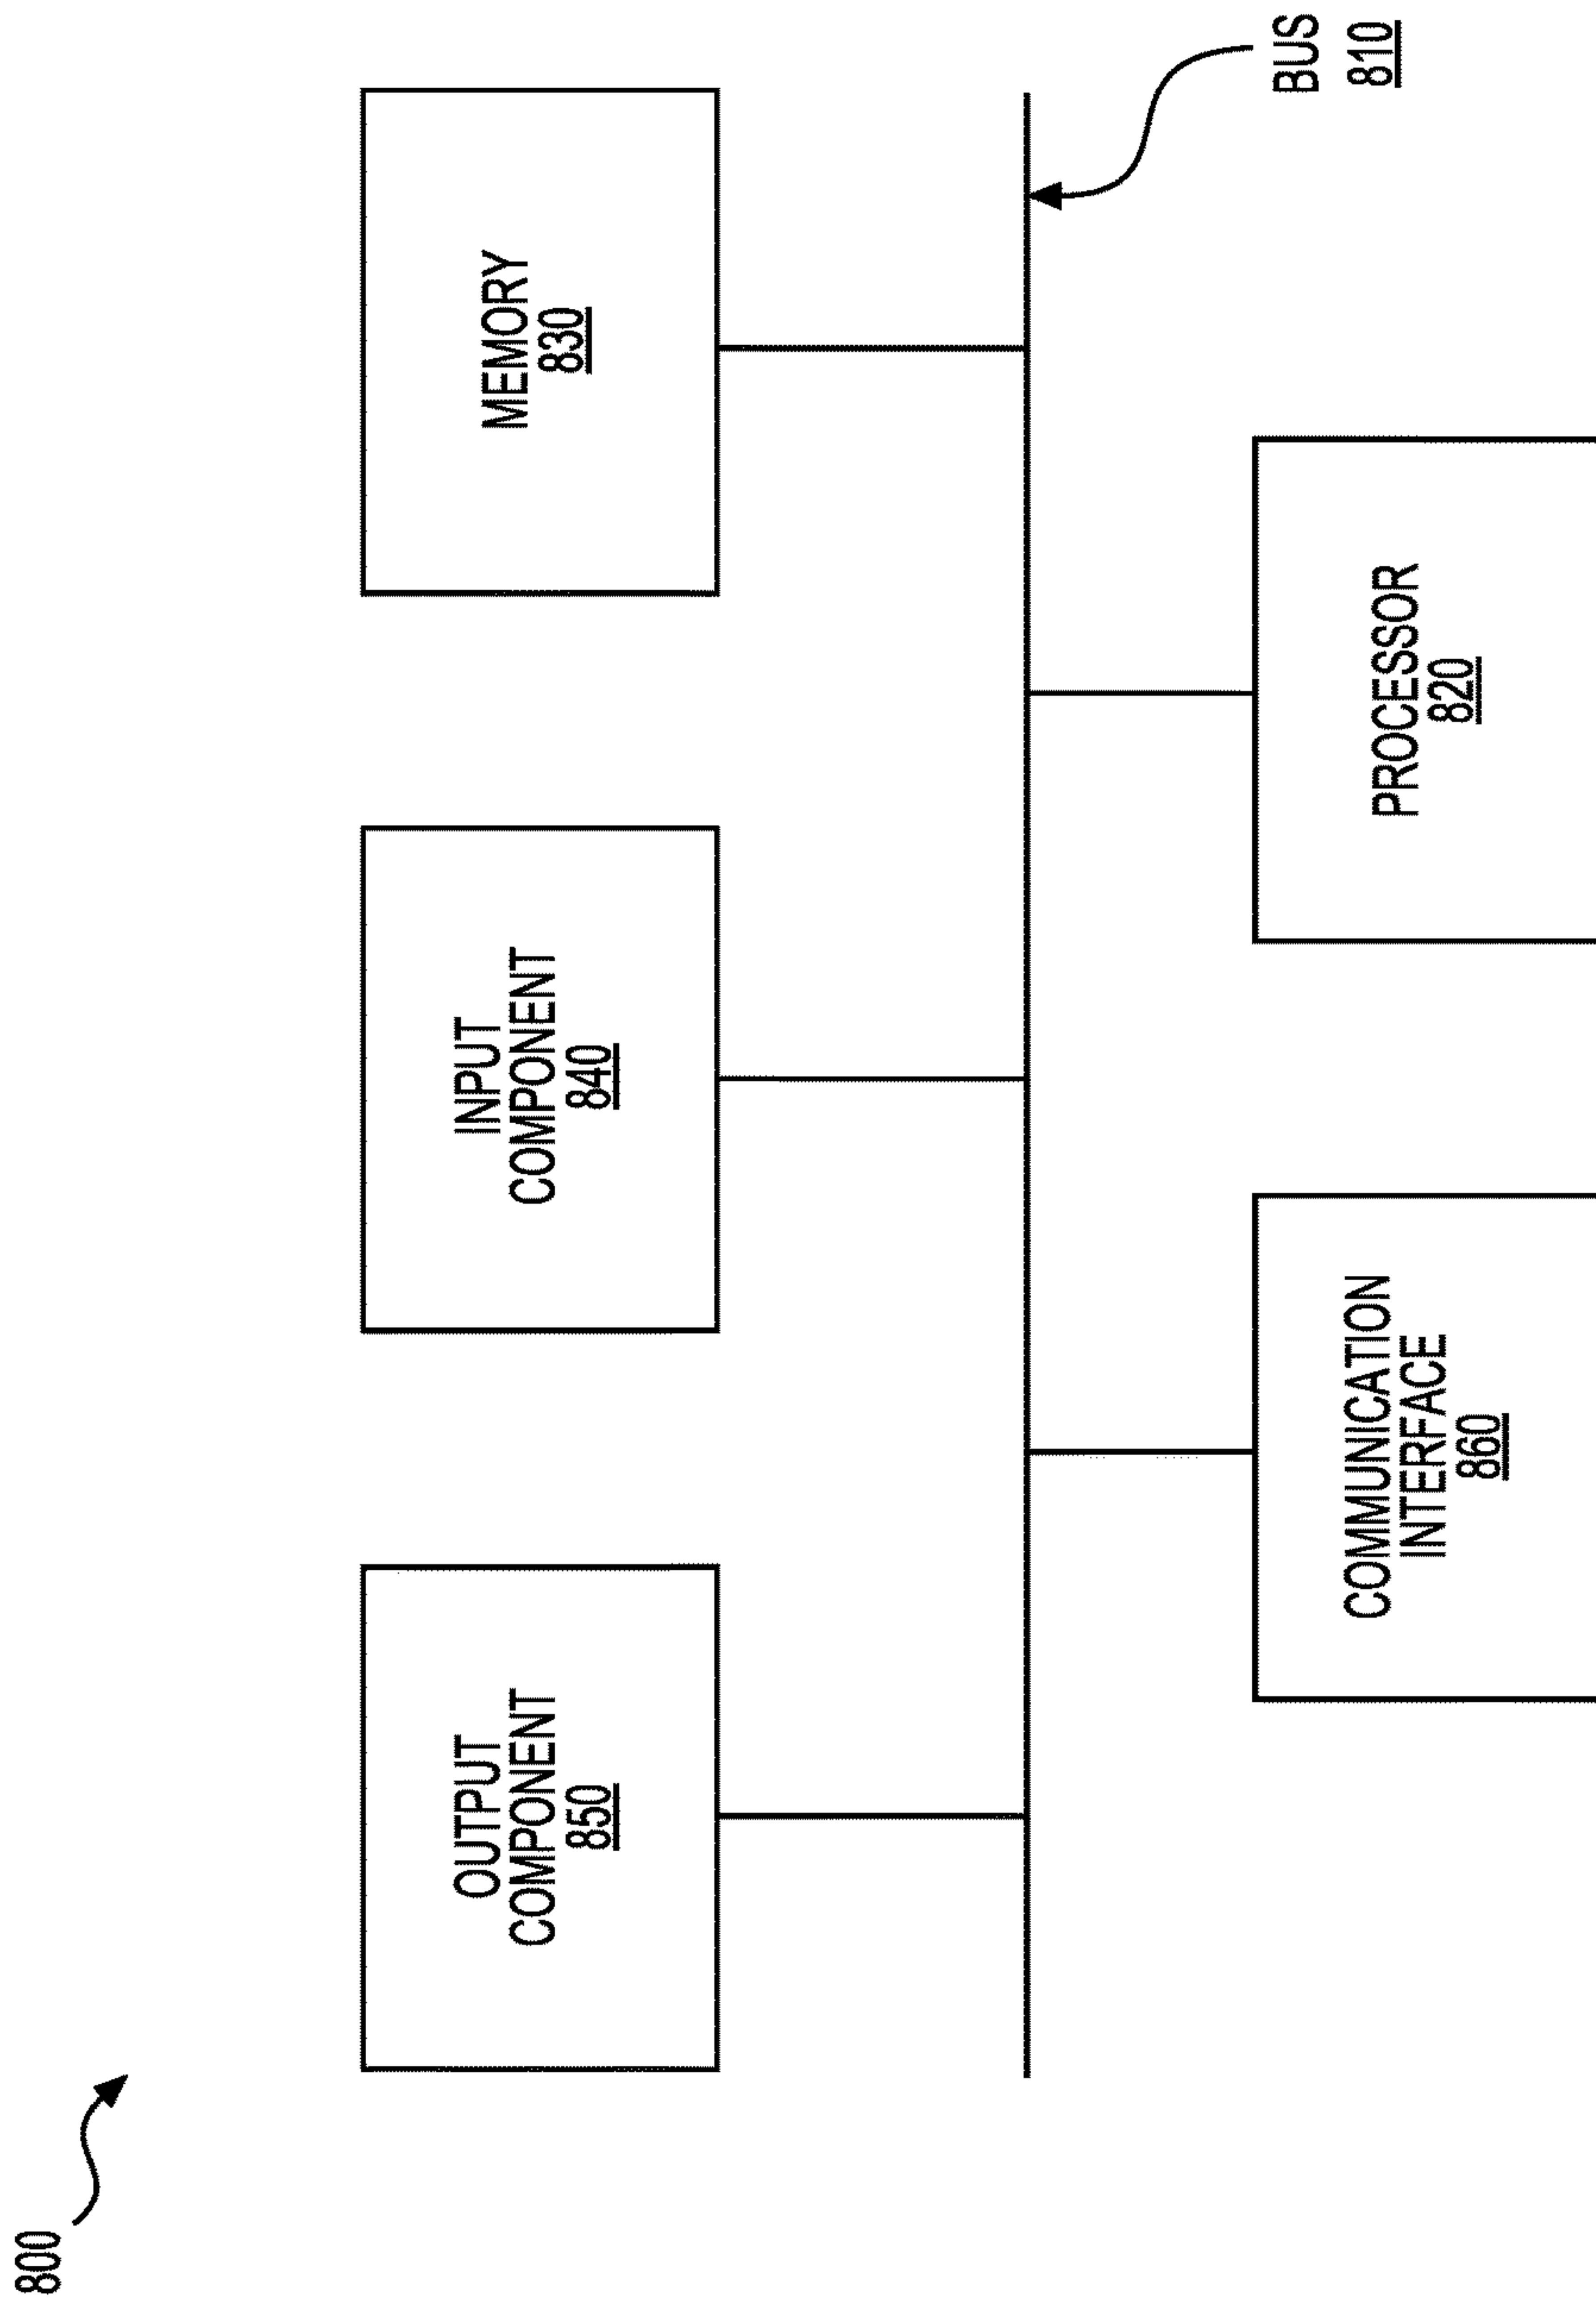 800
OUTPUT
COMPONENT
850
INPUT
COMPONENT
840
MEMORY
830
BUS
810
COMMUNICATION
INTERFACE
860
PROCESSOR
820